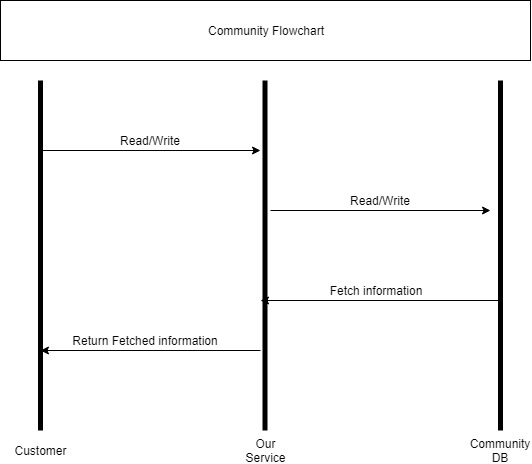 Community Flowchart
Read/Write
Read/Write
Fetch information
Return Fetched information
Customer
Our
Service
Community
DB